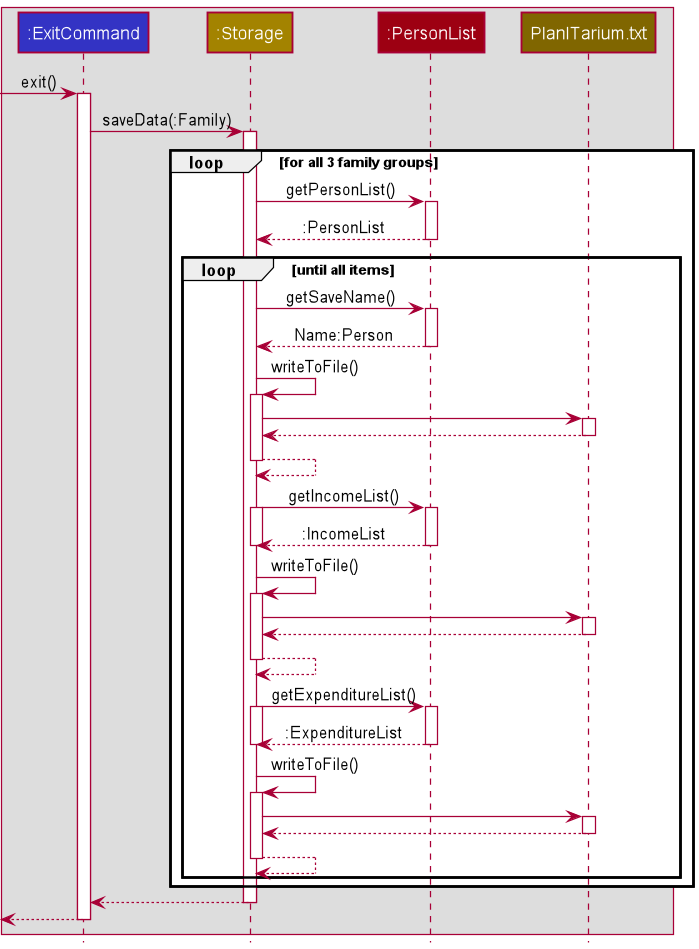 :ExitCommand
:Storage
:PersonList
PlanITarium.txt
exit()
saveData(:Family)
loop
[for all 3 family groups]
getPersonList()
:PersonList
loop
[until all items]
getSaveName()
Name:Person
writeToFile()
getIncomeList()
:IncomeList
writeToFile()
getExpenditureList()
:ExpenditureList
writeToFile()